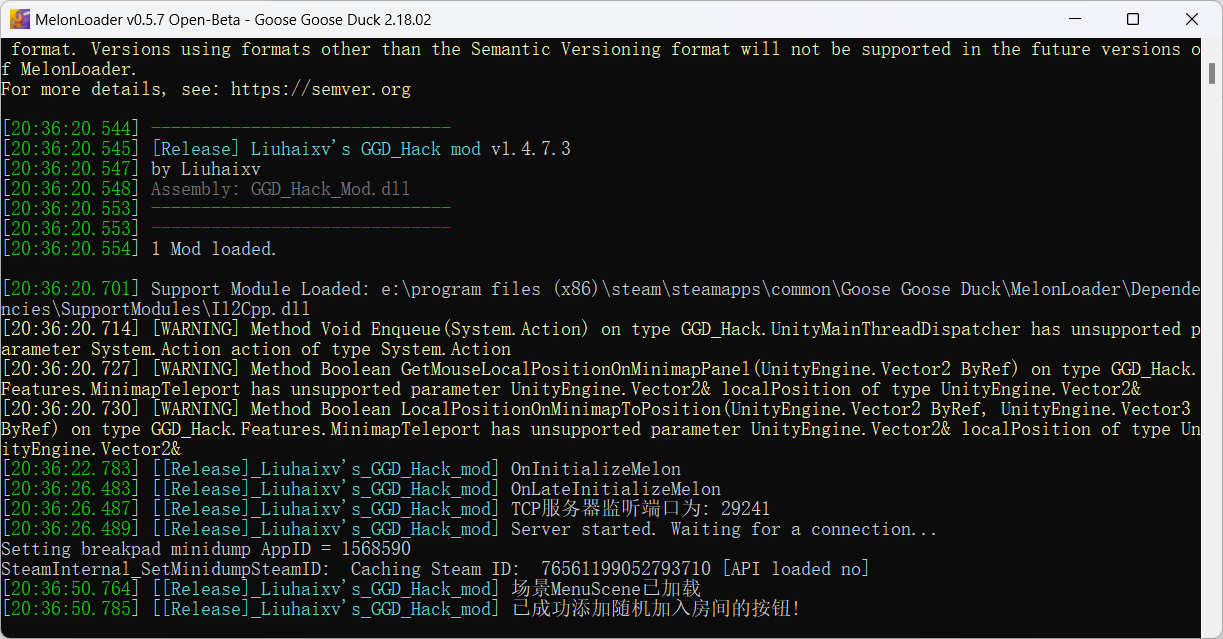 MelonLoader v0.5.7 Open-Beta - Goose Goose Duck 2.18.02
format. Versions using formats other than the Semantic Versioning format will not be supported in the future versions o
f MelonLoader.
For more details, see: https://semver.org
[20:36:20.544] ------------------------------
[20:36:20.545] [Release] Liuhaixv's GGD_Hack mod v1.4.7.3
[20:36:20.547] by Liuhaixv
[20:36:20.548] Assembly: GGD_Hack_Mod.dll
[20:36:20.553] ------------------------------
[20:36:20.553] ------------------------------
[20:36:20.554] 1 Mod loaded.
[20:36:20.701] Support Module Loaded: e:\program files (x86)\steam\steamapps\common\Goose Goose Duck\MelonLoader\Depende
ncies\SupportModules\Il2Cpp.dll
[20:36:20.714] [WARNING] Method Void Enqueue(System.Action) on type GGD_Hack.UnityMainThreadDispatcher has unsupported p
arameter System.Action action of type System.Action
[20:36:20.727] [WARNING] Method Boolean GetMouseLocalPositionOnMinimapPanel(UnityEngine.Vector2 ByRef) on type GGD_Hack.
Features.MinimapTeleport has unsupported parameter UnityEngine.Vector2& localPosition of type UnityEngine.Vector2&
[20:36:20.730] [WARNING] Method Boolean LocalPositionOnMinimapToPosition(UnityEngine.Vector2 ByRef, UnityEngine.Vector3
ByRef) on type GGD_Hack.Features.MinimapTeleport has unsupported parameter UnityEngine.Vector2& localPosition of type Un
ityEngine.Vector2&
[20:36:22.783] [[Release]_Liuhaixv's_GGD_Hack_mod] OnInitializeMelon
[20:36:26.483] [[Release]_Liuhaixv's_GGD_Hack_mod] OnLateInitializeMelon
[20:36:26.487] [[Release]_Liuhaixv's_GGD_Hack_mod] TCP服务器监听端口为: 29241
[20:36:26.489] [[Release]_Liuhaixv's_GGD_Hack_mod] Server started. Waiting for a connection...
Setting breakpad minidump AppID = 1568590
SteamInternal_SetMinidumpSteamID:  Caching Steam ID:  76561199052793710 [API loaded no]
[20:36:50.764] [[Release]_Liuhaixv's_GGD_Hack_mod] 场景MenuScene已加载
[20:36:50.785] [[Release]_Liuhaixv's_GGD_Hack_mod] 已成功添加随机加入房间的按钮!